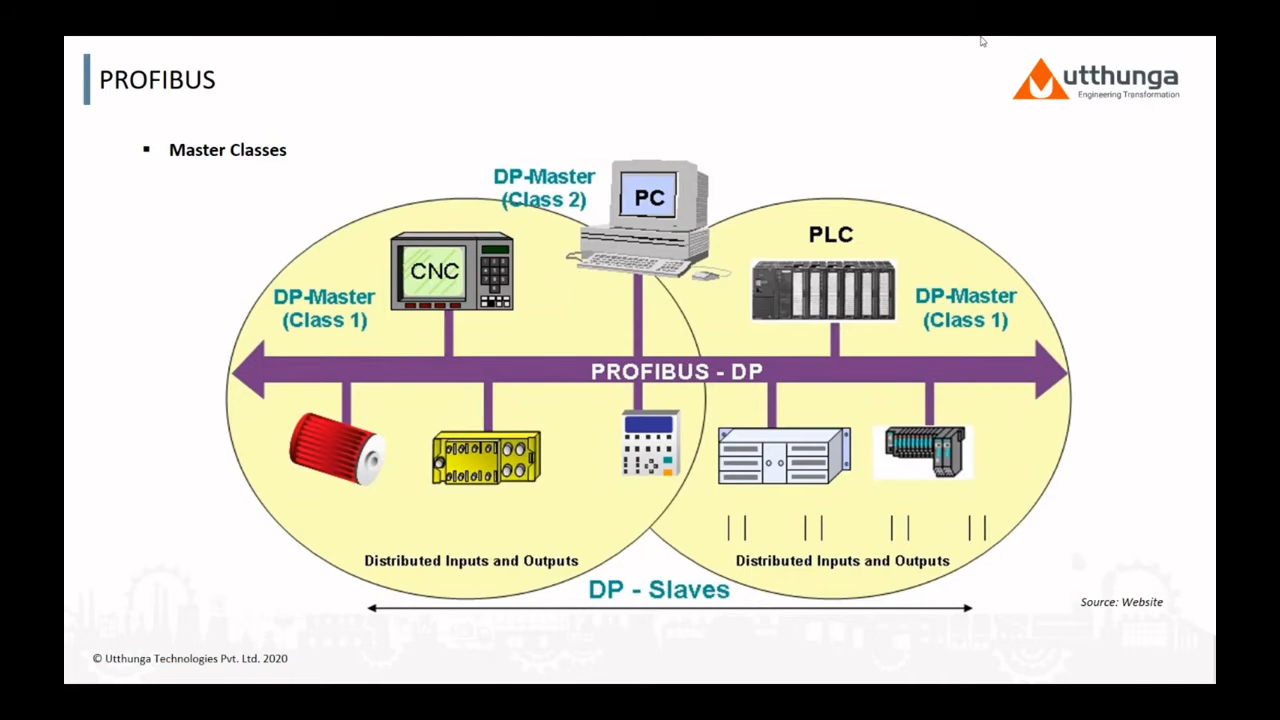 PROFIBUS
utthunga
Engineering Transformation
▪ Master Classes
DP-Master
(Class 2)
PC
PLC
CNC
DP-Master
(Class 1)
DP-Master
(Class 1)
PROFIBUS - DP
Distributed Inputs and Outputs
Distributed Inputs and Outputs
DP - Slaves
Source: Website
© Utthunga Technologies Pvt. Ltd. 2020